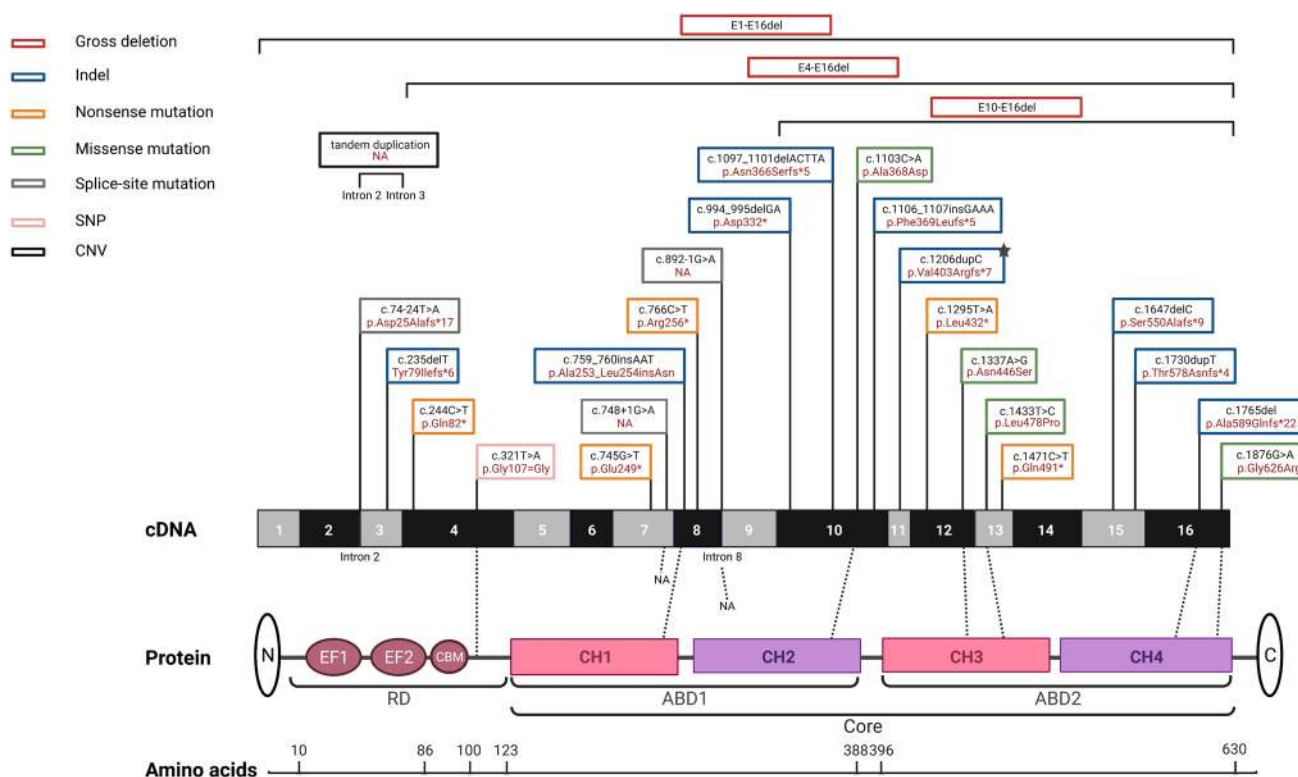 Gross deletion
Indel
Nonsense mutation
Missense mutation
Splice-site mutation
SNP
CNV
E1-E16del
E4-E16del
E10-E16del
tandem duplication
NA
Intron 2 Intron 3
c.1097_1101delACTTA
p.Asn366Serfs*5
c.1103C>A
p.Ala368Asp
c.994_995delGA
p.Asp332*
c.1106_1107insGAAA
p.Phe369Leufs*5
c.892-1G>A
NA
c.1206dupC
p.Val403Argfs*7
c.74-24T>A
p.Asp25Alafs*17
c.766C>T
p.Arg256*
c.1295T>A
p.Leu432*
c.1647delC
p.Ser550Alafs*9
c.235delT
Tyr79Ilefs*6
c.759_760insAAT
p.Ala253_Leu254insAsn
c.1337A>G
p.Asn446Ser
c.1730dupT
p.Thr578Asnfs*4
c.244C>T
p.Gln82*
c.748+1G>A
NA
c.1433T>C
p.Leu478Pro
c.1765del
p.Ala589Glnfs*22
c.321T>A
p.Gly107=Gly
c.745G>T
p.Glu249*
c.1471C>T
p.Gln491*
c.1876G>A
p.Gly626Arg
cDNA
1 2 3 4 5 6 7 8 9 10 11 12 13 14 15 16
Intron 2
Intron 8
NA
NA
Protein
N EF1 EF2 CBM CH1 CH2 CH3 CH4 C
RD ABD1 ABD2
Core
Amino acids
10 86 100 123 388 396 630